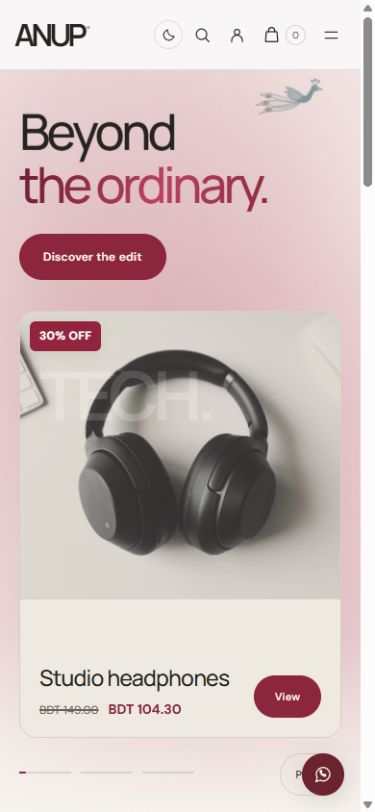 ANUP
0
Beyond
the ordinary.
Discover the edit
30% OFF
TECH.
Studio headphones
BDT 149.00 BDT 104.30
View